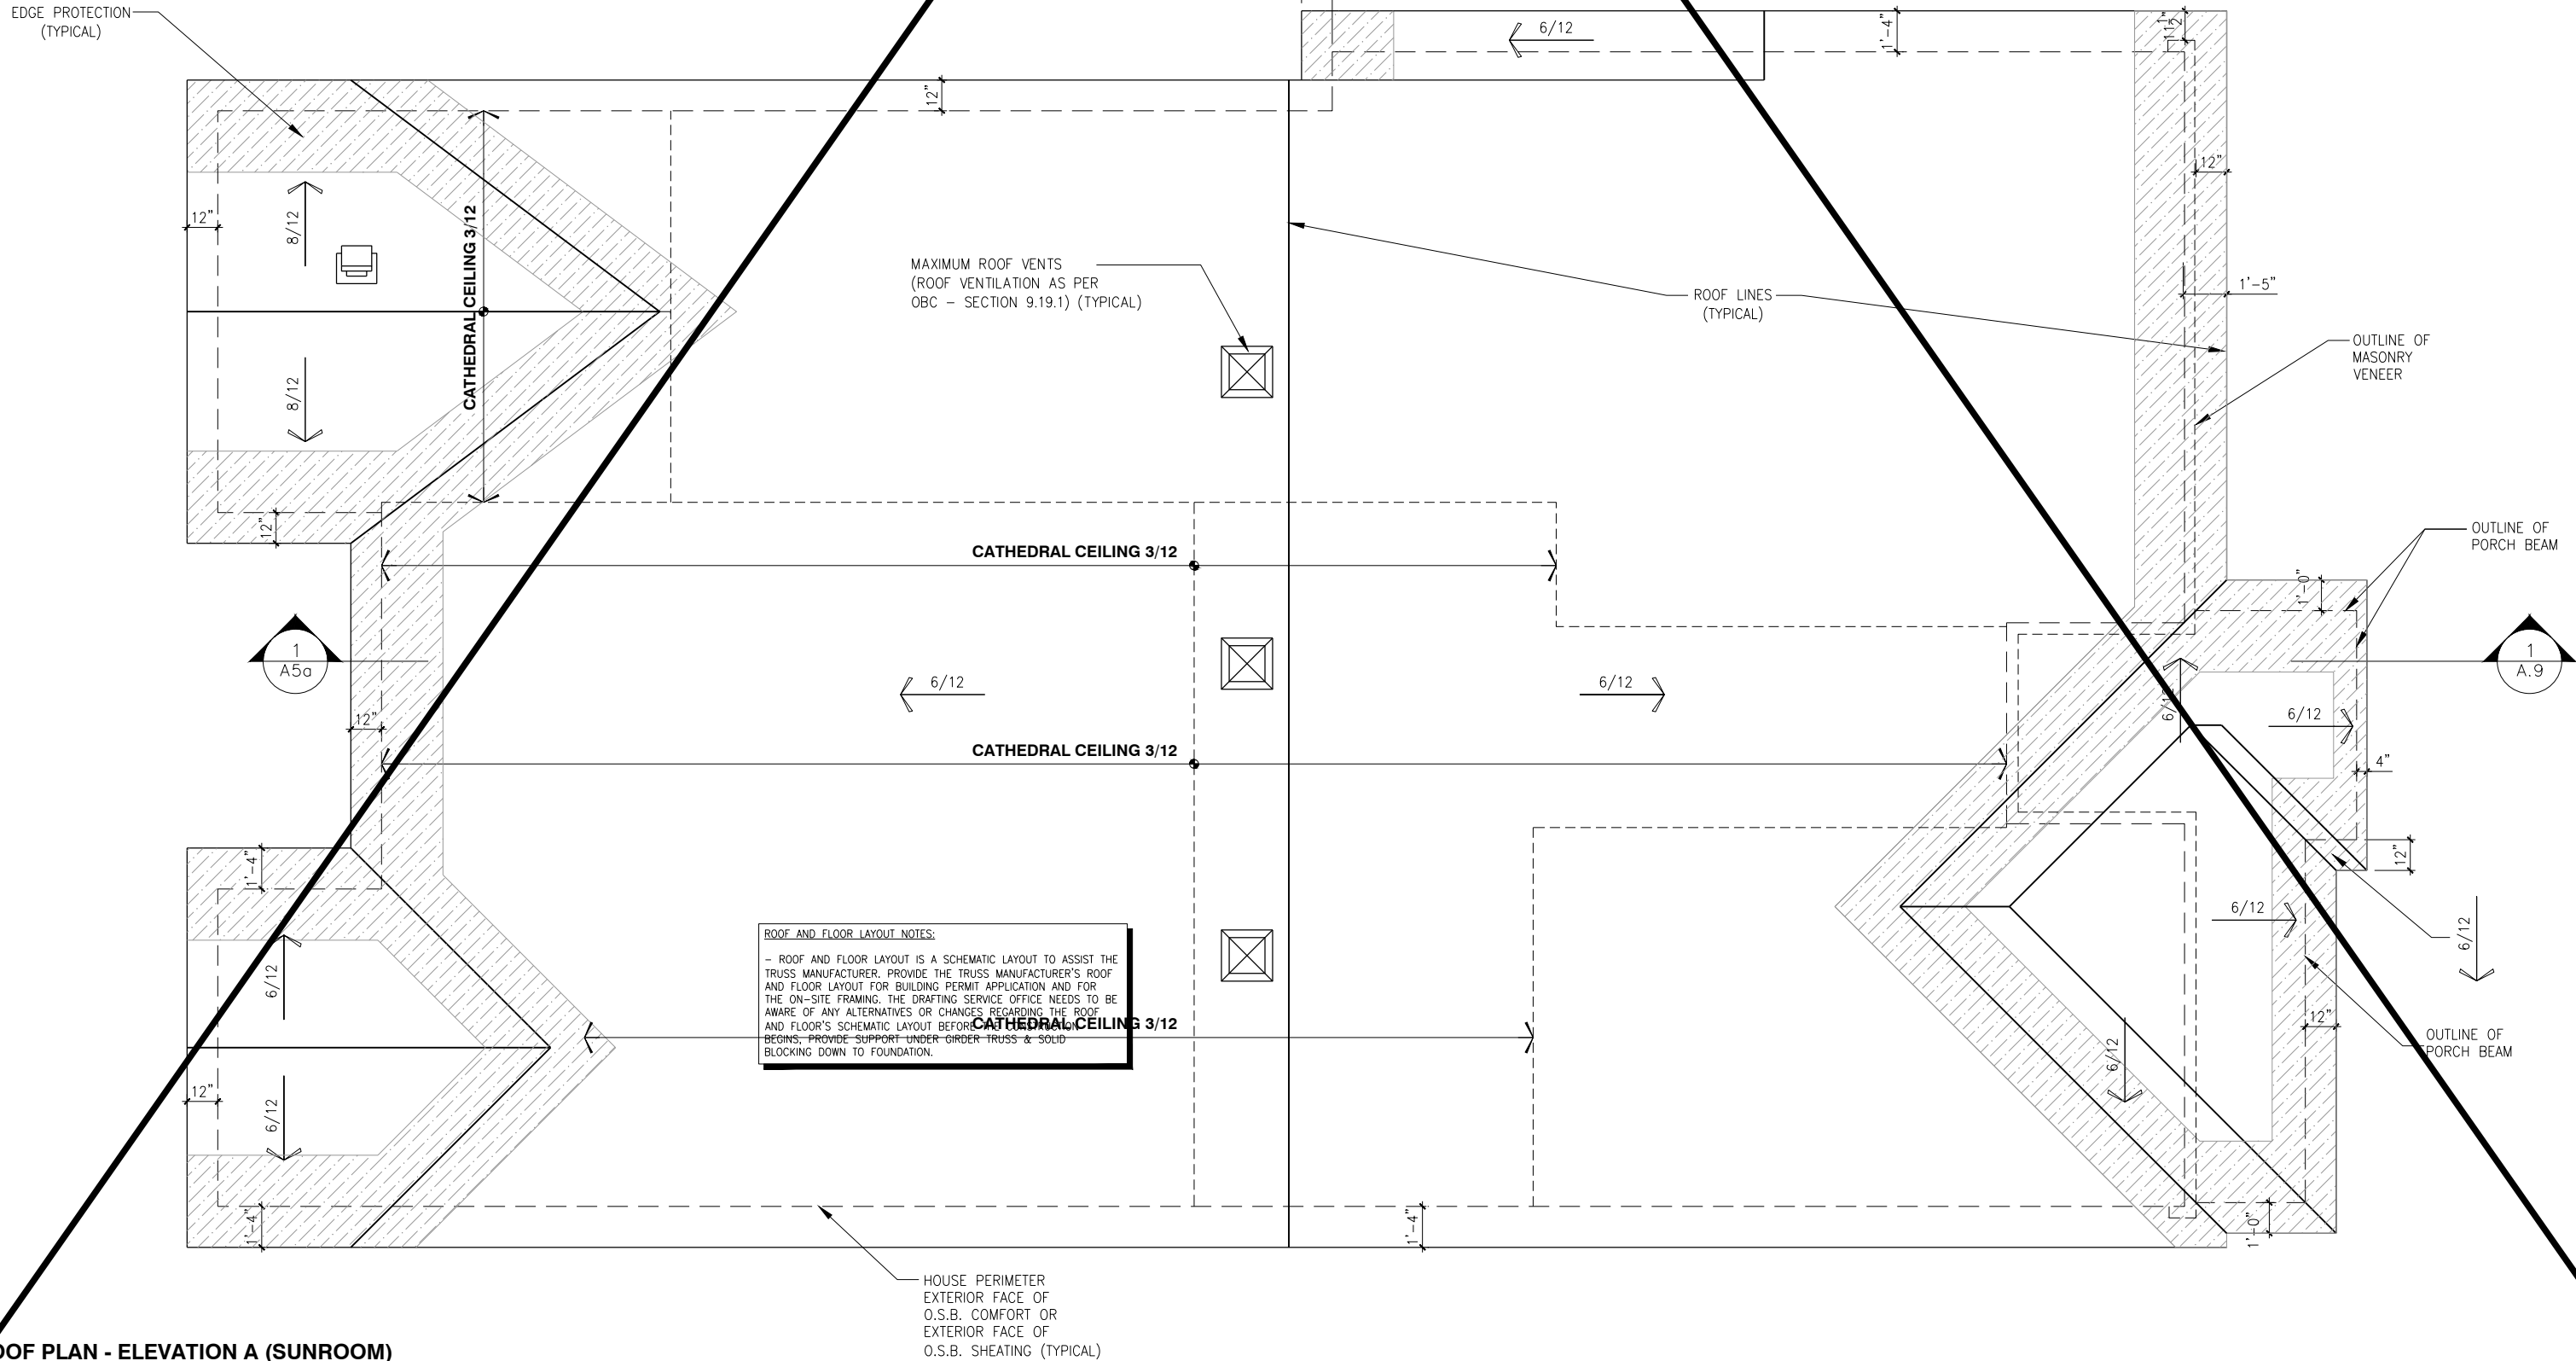 EDGE PROTECTION
(TYPICAL)
6/12
1'-4"
12"
12"
12"
8/12
12"
CATHEDRAL CEILING 3/12
8/12
12"
MAXIMUM ROOF VENTS
(ROOF VENTILATION AS PER
OBC - SECTION 9.19.1) (TYPICAL)
ROOF LINES
(TYPICAL)
1'-5"
OUTLINE OF
MASONRY
VENEER
OUTLINE OF
PORCH BEAM
CATHEDRAL CEILING 3/12
1'-0"
1
A5a
1
A.9
6/12
6/12
6/12
12"
CATHEDRAL CEILING 3/12
4"
12"
1'-4"
6/12
6/12
6/12
ROOF AND FLOOR LAYOUT NOTES:
- ROOF AND FLOOR LAYOUT IS A SCHEMATIC LAYOUT TO ASSIST THE
TRUSS MANUFACTURER. PROVIDE THE TRUSS MANUFACTURER'S ROOF
AND FLOOR LAYOUT FOR BUILDING PERMIT APPLICATION AND FOR
THE ON-SITE FRAMING. THE DRAFTING SERVICE OFFICE NEEDS TO BE
AWARE OF ANY ALTERNATIVES OR CHANGES REGARDING THE ROOF
AND FLOOR'S SCHEMATIC LAYOUT BEFORE THE CONSTRUCTION
BEGINS, PROVIDE SUPPORT UNDER GIRDER TRUSS & SOLID
BLOCKING DOWN TO FOUNDATION.
CATHEDRAL CEILING 3/12
12"
OUTLINE OF
PORCH BEAM
6/12
12"
6/12
1'-4"
1'-4"
1'-0"
HOUSE PERIMETER
EXTERIOR FACE OF
O.S.B. COMFORT OR
EXTERIOR FACE OF
O.S.B. SHEATING (TYPICAL)
PLAN - ELEVATION A (SUNROOM)